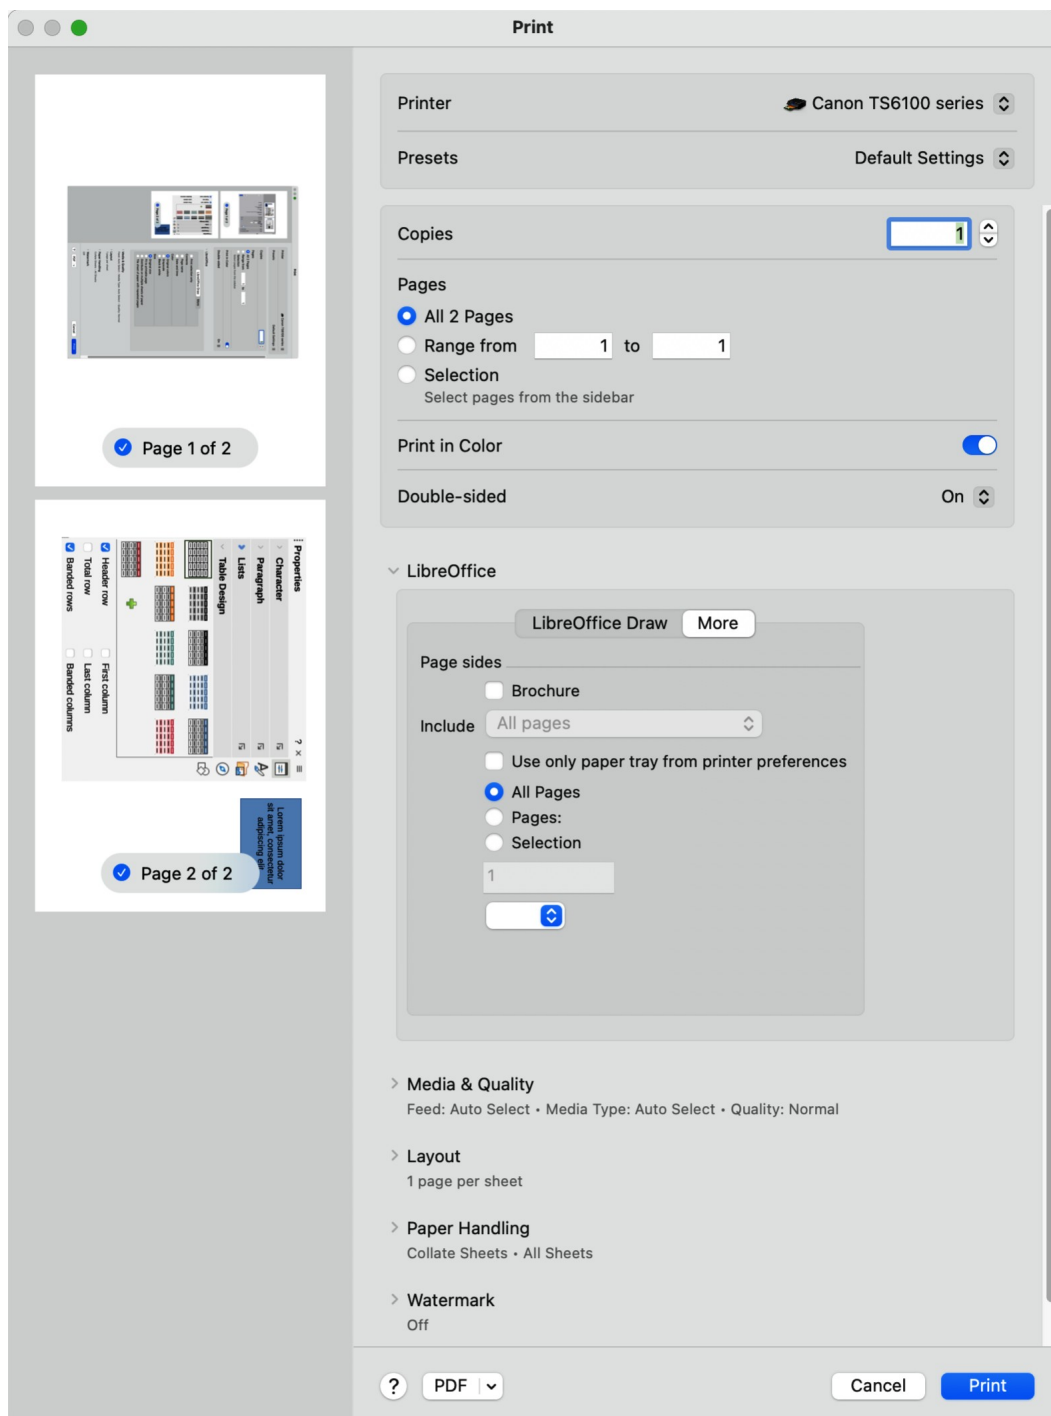 Print
Page 1 of 2
Properties
Character
Paragraph
Lists
Table Design
Header row
First column
Total row
Last column
Banded rows
Banded columns
Lorem ipsum dolor
sit amet, consectetur
adipiscing elit
Page 2 of 2
Printer Canon TS6100 series
Presets Default Settings
Copies 1
Pages
All 2 Pages
Range from 1 to 1
Selection
Select pages from the sidebar
Print in Color
Double-sided On
LibreOffice
LibreOffice Draw More
Page sides
Brochure
Include All pages
Use only paper tray from printer preferences
All Pages
Pages:
Selection
1
Media & Quality
Feed: Auto Select • Media Type: Auto Select • Quality: Normal
Layout
1 page per sheet
Paper Handling
Collate Sheets • All Sheets
Watermark
Off
? PDF Cancel Print